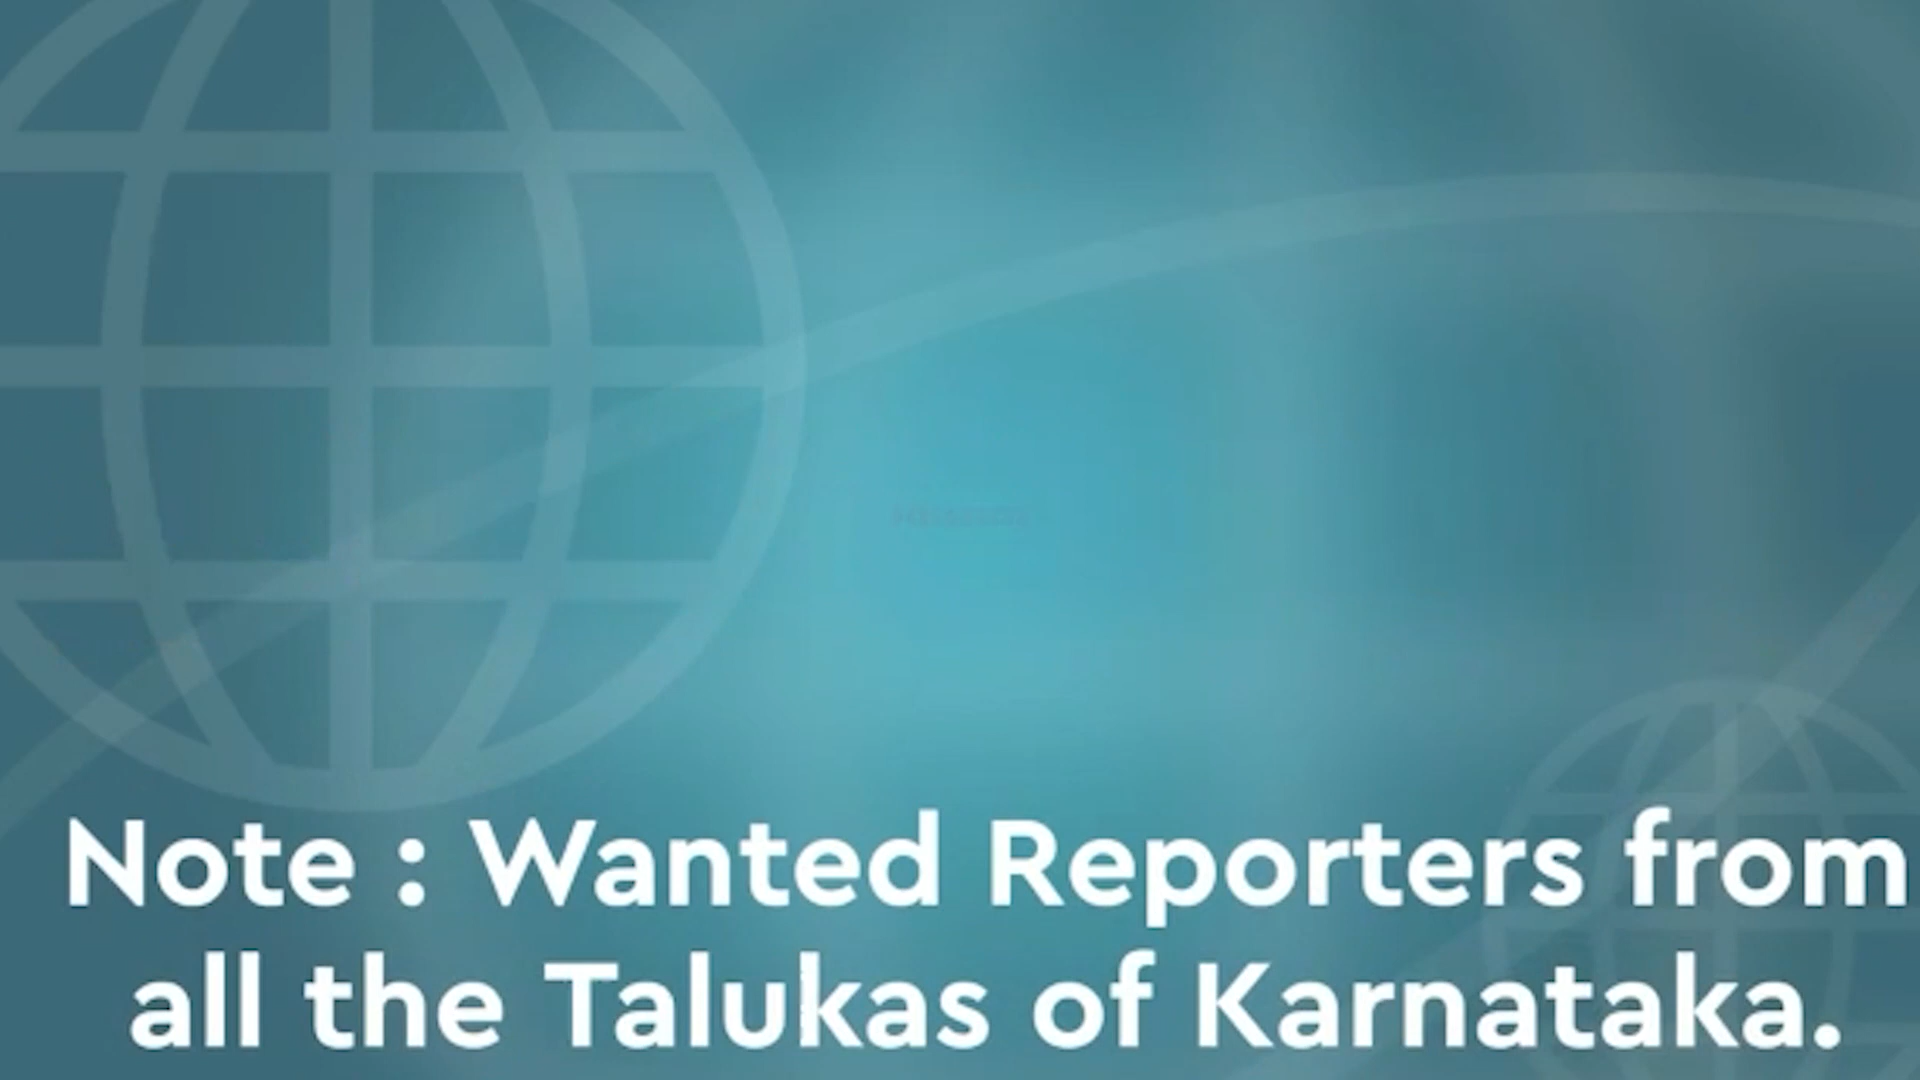 Note : Wanted Reporters from
all the Talukas of Karnataka.